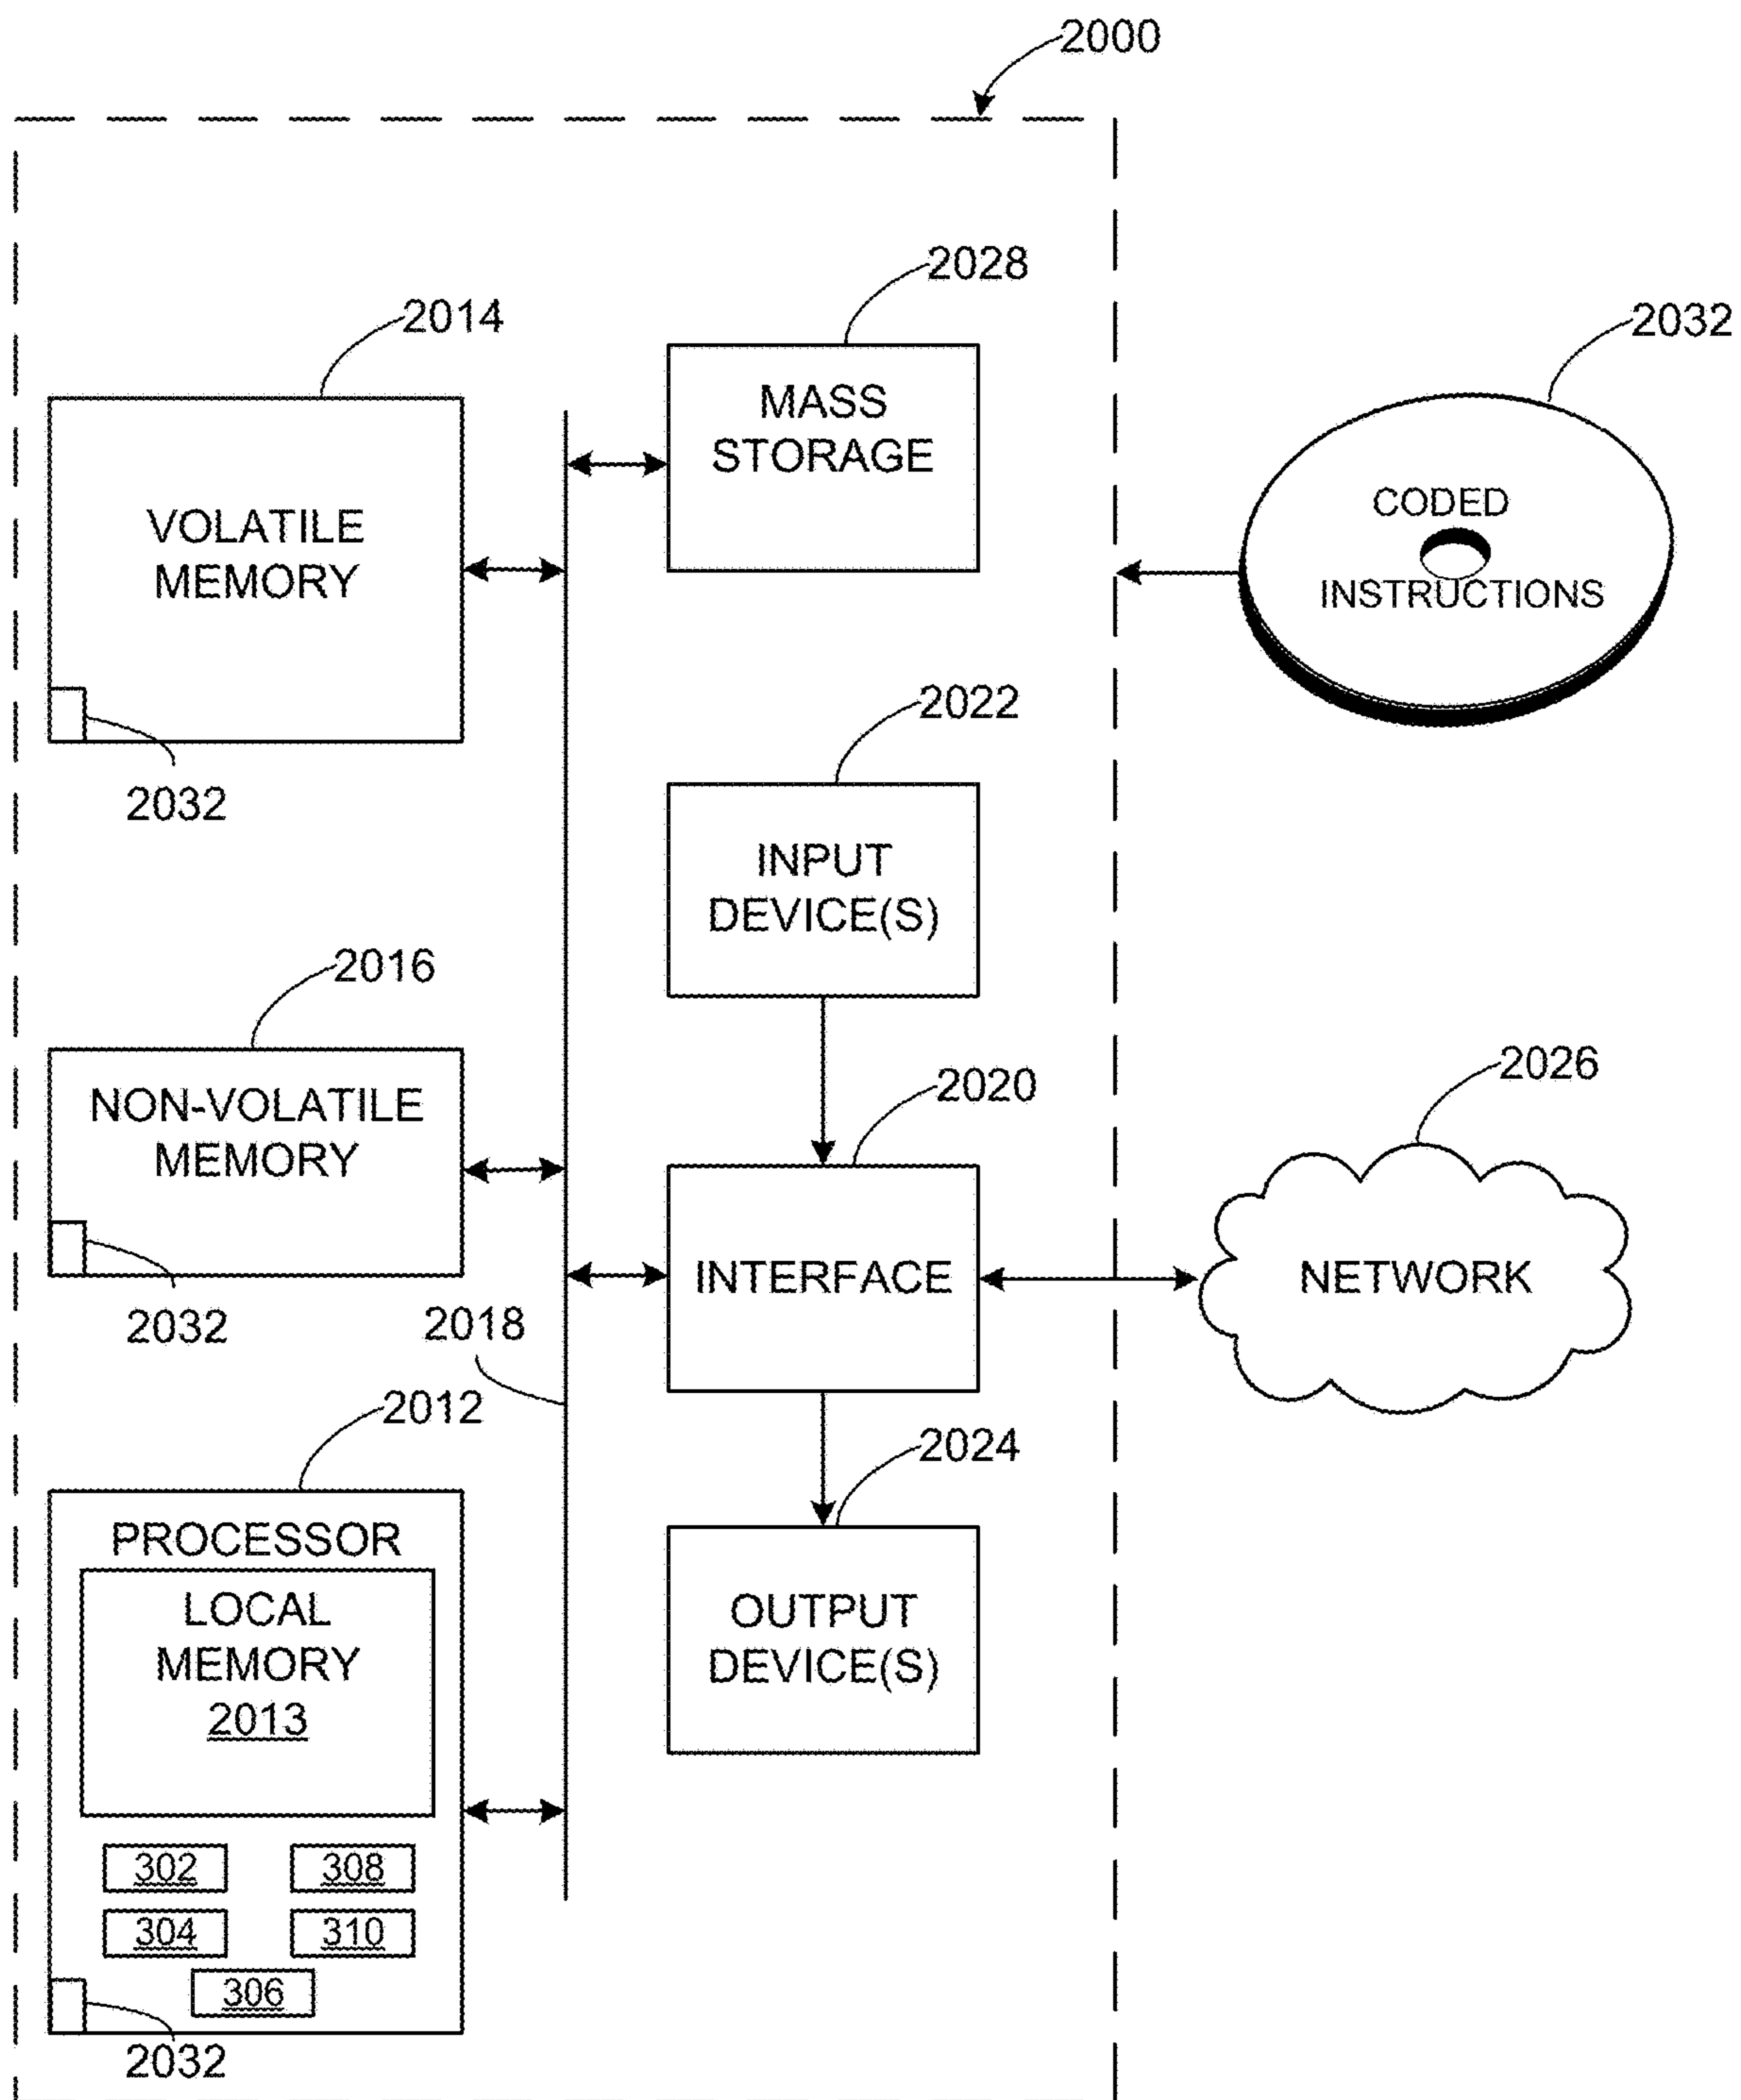 2000
2028
2014
2032
MASS
STORAGE
VOLATILE
MEMORY
CODED
INSTRUCTIONS
2022
2032
INPUT
DEVICE(S)
2016
2026
2020
NON-VOLATILE
MEMORY
INTERFACE
NETWORK
2032
2018
2012
2024
PROCESSOR
LOCAL
MEMORY
2013
OUTPUT
DEVICE(S)
302
308
304
310
306
2032